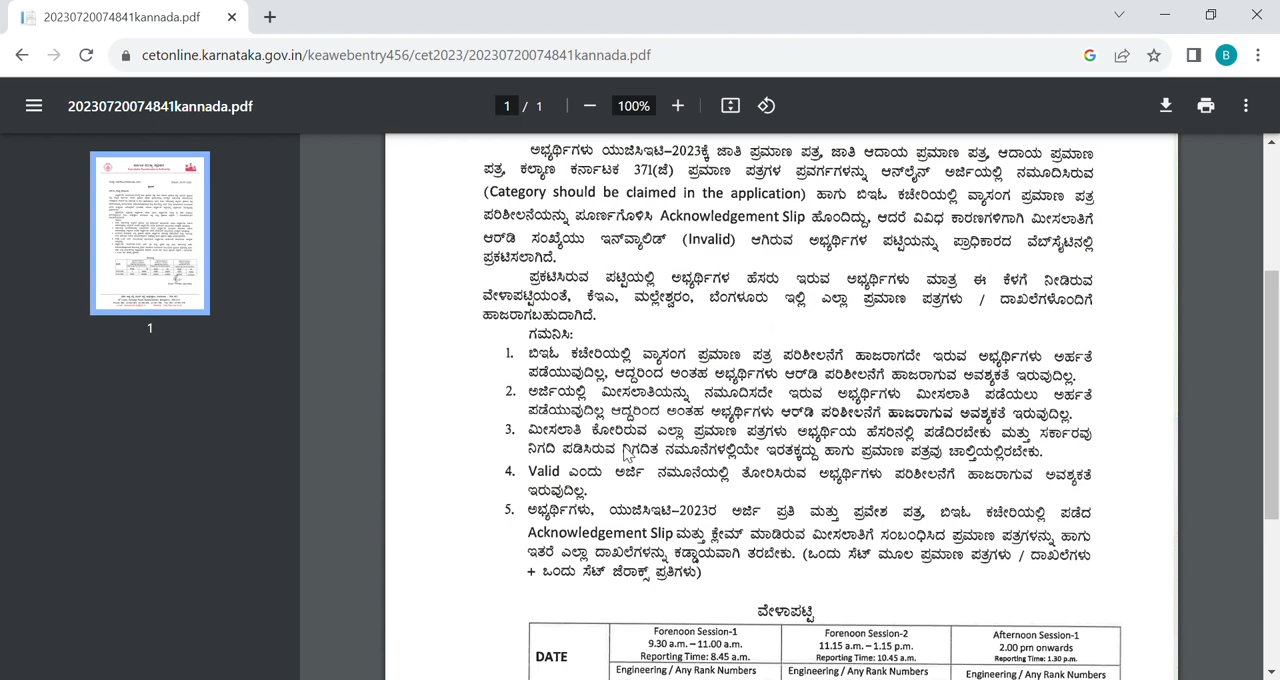 20230720074841kannada.pdf
cetonline.karnataka.gov.in/keawebentry456/cet2023/20230720074841kannada.pdf
B
20230720074841kannada.pdf
1 / 1
100%
1
ಅಭ್ಯರ್ಥಿಗಳು ಯುಜಿಸಿಇಟಿ–2023ಕ್ಕೆ ಜಾತಿ ಪ್ರಮಾಣ ಪತ್ರ, ಜಾತಿ ಆದಾಯ ಪ್ರಮಾಣ ಪತ್ರ, ಆದಾಯ ಪ್ರಮಾಣ
ಪತ್ರ, ಕಲ್ಯಾಣ ಕರ್ನಾಟಕ 371(ಜೆ) ಪ್ರಮಾಣ ಪತ್ರಗಳ ಪ್ರವರ್ಗಗಳನ್ನು ಆನ್‌ಲೈನ್ ಅರ್ಜಿಯಲ್ಲಿ ನಮೂದಿಸಿರುವ
(Category should be claimed in the application) ಹಾಗೂ ಬಿಇಓ ಕಚೇರಿಯಲ್ಲಿ ವ್ಯಾಸಂಗ ಪ್ರಮಾಣ ಪತ್ರ
ಪರಿಶೀಲನೆಯನ್ನು ಪೂರ್ಣಗೊಳಿಸಿ Acknowledgement Slip ಹೊಂದಿದ್ದು, ಆದರೆ ವಿವಿಧ ಕಾರಣಗಳಿಗಾಗಿ ಮೀಸಲಾತಿಗೆ
ಆರ್‌ಡಿ ಸಂಖ್ಯೆಯು ಇನ್‌ವ್ಯಾಲಿಡ್ (Invalid) ಆಗಿರುವ ಅಭ್ಯರ್ಥಿಗಳ ಪಟ್ಟಿಯನ್ನು ಪ್ರಾಧಿಕಾರದ ವೆಬ್‌ಸೈಟಿನಲ್ಲಿ
ಪ್ರಕಟಿಸಲಾಗಿದೆ.
ಪ್ರಕಟಿಸಿರುವ ಪಟ್ಟಿಯಲ್ಲಿ ಅಭ್ಯರ್ಥಿಗಳ ಹೆಸರು ಇರುವ ಅಭ್ಯರ್ಥಿಗಳು ಮಾತ್ರ ಈ ಕೆಳಗೆ ನೀಡಿರುವ
ವೇಳಾಪಟ್ಟಿಯಂತೆ, ಕೆಇಎ, ಮಲ್ಲೇಶ್ವರಂ, ಬೆಂಗಳೂರು ಇಲ್ಲಿ ಎಲ್ಲಾ ಪ್ರಮಾಣ ಪತ್ರಗಳು / ದಾಖಲೆಗಳೊಂದಿಗೆ
ಹಾಜರಾಗಬಹುದಾಗಿದೆ.
ಗಮನಿಸಿ:
1. ಬಿಇಓ ಕಚೇರಿಯಲ್ಲಿ ವ್ಯಾಸಂಗ ಪ್ರಮಾಣ ಪತ್ರ ಪರಿಶೀಲನೆಗೆ ಹಾಜರಾಗದೇ ಇರುವ ಅಭ್ಯರ್ಥಿಗಳು ಅರ್ಹತೆ
ಪಡೆಯುವುದಿಲ್ಲ, ಆದ್ದರಿಂದ ಅಂತಹ ಅಭ್ಯರ್ಥಿಗಳು ಆರ್‌ಡಿ ಪರಿಶೀಲನೆಗೆ ಹಾಜರಾಗುವ ಅವಶ್ಯಕತೆ ಇರುವುದಿಲ್ಲ.
2. ಅರ್ಜಿಯಲ್ಲಿ ಮೀಸಲಾತಿಯನ್ನು ನಮೂದಿಸದೇ ಇರುವ ಅಭ್ಯರ್ಥಿಗಳು ಮೀಸಲಾತಿ ಪಡೆಯಲು ಅರ್ಹತೆ
ಪಡೆಯುವುದಿಲ್ಲ ಆದ್ದರಿಂದ ಅಂತಹ ಅಭ್ಯರ್ಥಿಗಳು ಆರ್‌ಡಿ ಪರಿಶೀಲನೆಗೆ ಹಾಜರಾಗುವ ಅವಶ್ಯಕತೆ ಇರುವುದಿಲ್ಲ.
3. ಮೀಸಲಾತಿ ಕೋರಿರುವ ಎಲ್ಲಾ ಪ್ರಮಾಣ ಪತ್ರಗಳು ಅಭ್ಯರ್ಥಿಯ ಹೆಸರಿನಲ್ಲಿ ಪಡೆದಿರಬೇಕು ಮತ್ತು ಸರ್ಕಾರವು
ನಿಗದಿ ಪಡಿಸಿರುವ ನಿಗದಿತ ನಮೂನೆಗಳಲ್ಲಿಯೇ ಇರತಕ್ಕದ್ದು ಹಾಗು ಪ್ರಮಾಣ ಪತ್ರವು ಚಾಲ್ತಿಯಲ್ಲಿರಬೇಕು.
4. Valid ಎಂದು ಅರ್ಜಿ ನಮೂನೆಯಲ್ಲಿ ತೋರಿಸಿರುವ ಅಭ್ಯರ್ಥಿಗಳು ಪರಿಶೀಲನೆಗೆ ಹಾಜರಾಗುವ ಅವಶ್ಯಕತೆ
ಇರುವುದಿಲ್ಲ.
5. ಅಭ್ಯರ್ಥಿಗಳು, ಯುಜಿಸಿಇಟಿ–2023ರ ಅರ್ಜಿ ಪ್ರತಿ ಮತ್ತು ಪ್ರವೇಶ ಪತ್ರ, ಬಿಇಓ ಕಚೇರಿಯಲ್ಲಿ ಪಡೆದ
Acknowledgement Slip ಮತ್ತು ಕ್ಲೇಮ್ ಮಾಡಿರುವ ಮೀಸಲಾತಿಗೆ ಸಂಬಂಧಿಸಿದ ಪ್ರಮಾಣ ಪತ್ರಗಳನ್ನು ಹಾಗು
ಇತರೆ ಎಲ್ಲಾ ದಾಖಲೆಗಳನ್ನು ಕಡ್ಡಾಯವಾಗಿ ತರಬೇಕು. (ಒಂದು ಸೆಟ್ ಮೂಲ ಪ್ರಮಾಣ ಪತ್ರಗಳು / ದಾಖಲೆಗಳು
+ ಒಂದು ಸೆಟ್ ಜೆರಾಕ್ಸ್ ಪ್ರತಿಗಳು)
ವೇಳಾಪಟ್ಟಿ
DATE
Forenoon Session-1
9.30 a.m. – 11.00 a.m.
Reporting Time: 8.45 a.m.
Engineering / Any Rank Numbers
Forenoon Session-2
11.15 a.m. – 1.15 p.m.
Reporting Time: 10.45 a.m.
Engineering / Any Rank Numbers
Afternoon Session-1
2.00 pm onwards
Reporting Time: 1.30 p.m.
Engineering / Any Rank Numbers